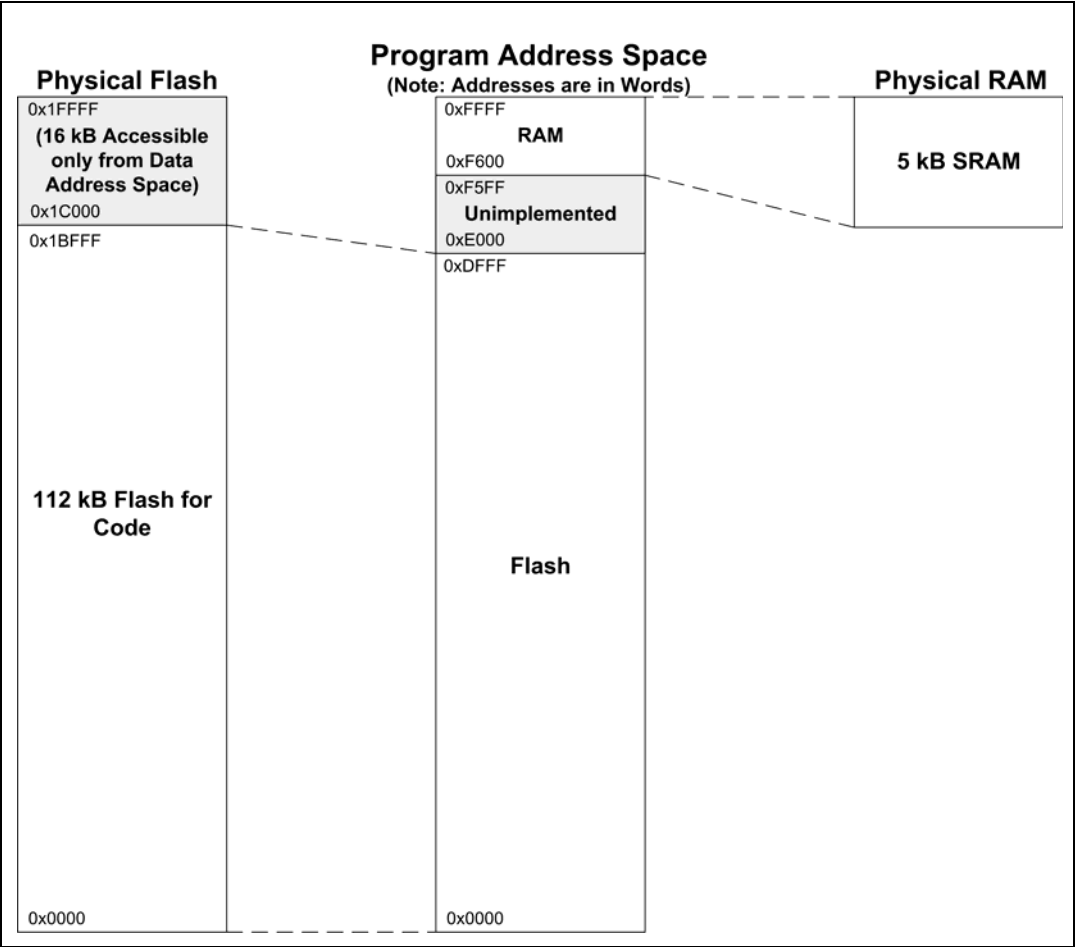 Program Address Space
(Note: Addresses are in Words)
Physical Flash
Physical RAM
0x1FFFF
(16 kB Accessible
only from Data
Address Space)
0x1C000
0x1BFFF
112 kB Flash for
Code
0x0000
0xFFFF
RAM
0xF600
0xF5FF
Unimplemented
0xE000
0xDFFF
Flash
0x0000
5 kB SRAM